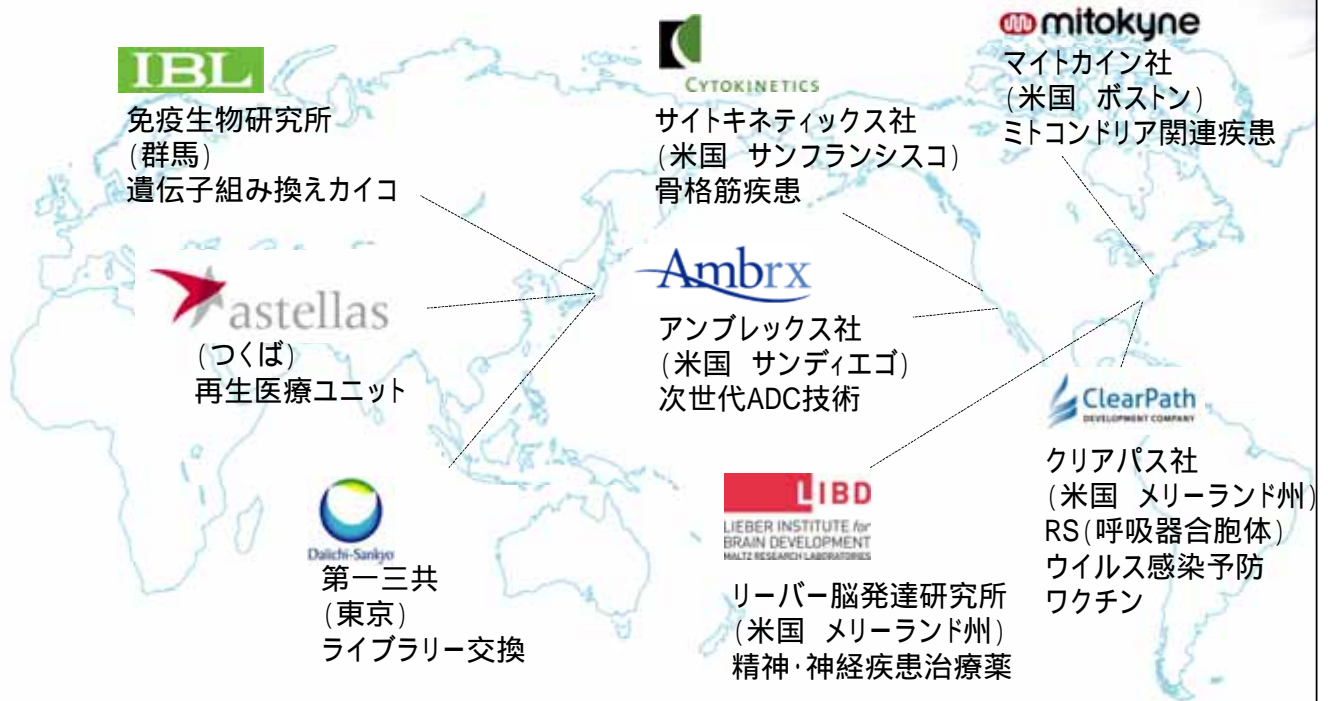 IBL
免疫生物研究所
(群馬)
遺伝子組み換えカイコ
CYTOKINETICS
サイトキネティックス社
(米国 サンフランシスコ)
骨格筋疾患
mitokyne
マイトカイン社
(米国 ボストン)
ミトコンドリア関連疾患
astellas
(つくば)
再生医療ユニット
Ambrx
アンブレックス社
(米国 サンディエゴ)
次世代ADC技術
ClearPath
DEVELOPMENT COMPANY
クリアパス社
(米国 メリーランド州)
RS(呼吸器合胞体)
ウイルス感染予防
ワクチン
Daiichi-Sankyo
第一三共
(東京)
ライブラリー交換
LIBD
LIEBER INSTITUTE for
BRAIN DEVELOPMENT
MALTZ RESEARCH LABORATORIES
リーバー脳発達研究所
(米国 メリーランド州)
精神・神経疾患治療薬